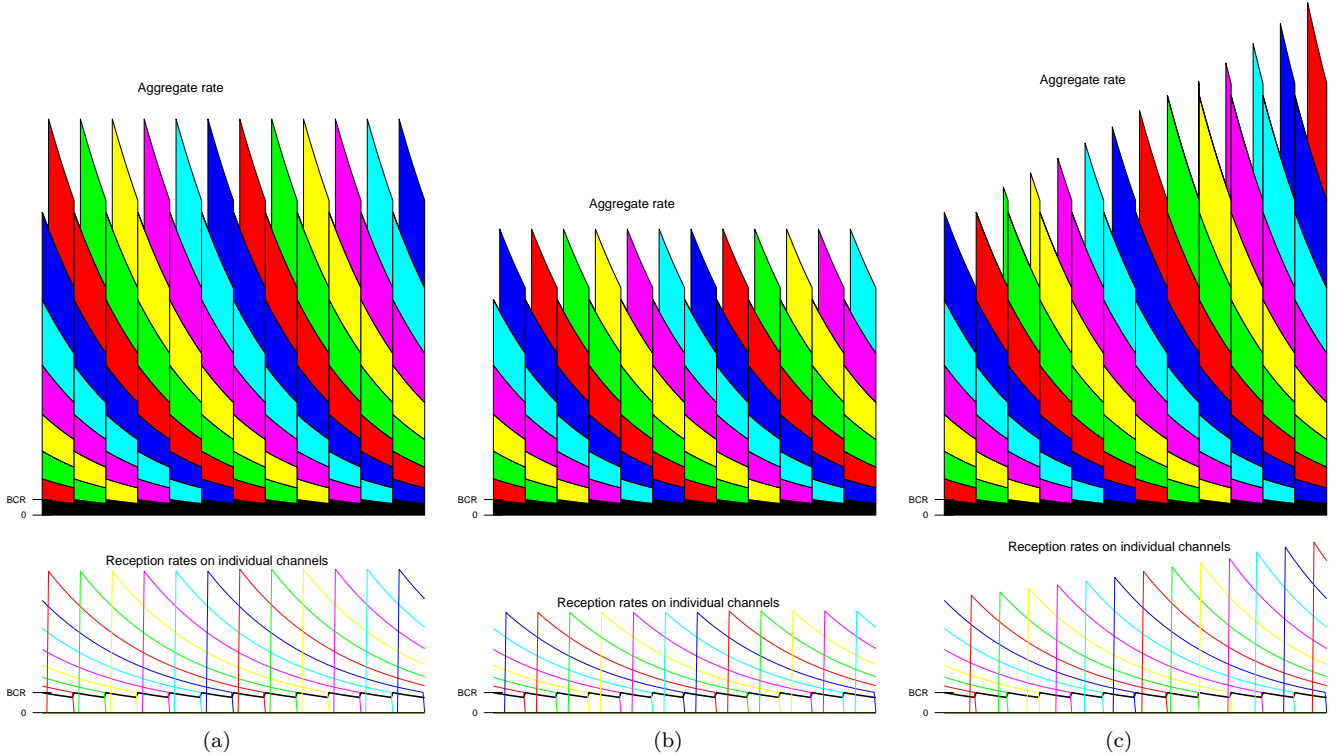 Aggregate rate
BCR
0
Reception rates on individual channels
BCR
0
(a)
Aggregate rate
BCR
0
Reception rates on individual channels
BCR
0
(b)
Aggregate rate
BCR
0
Reception rates on individual channels
BCR
0
(c)